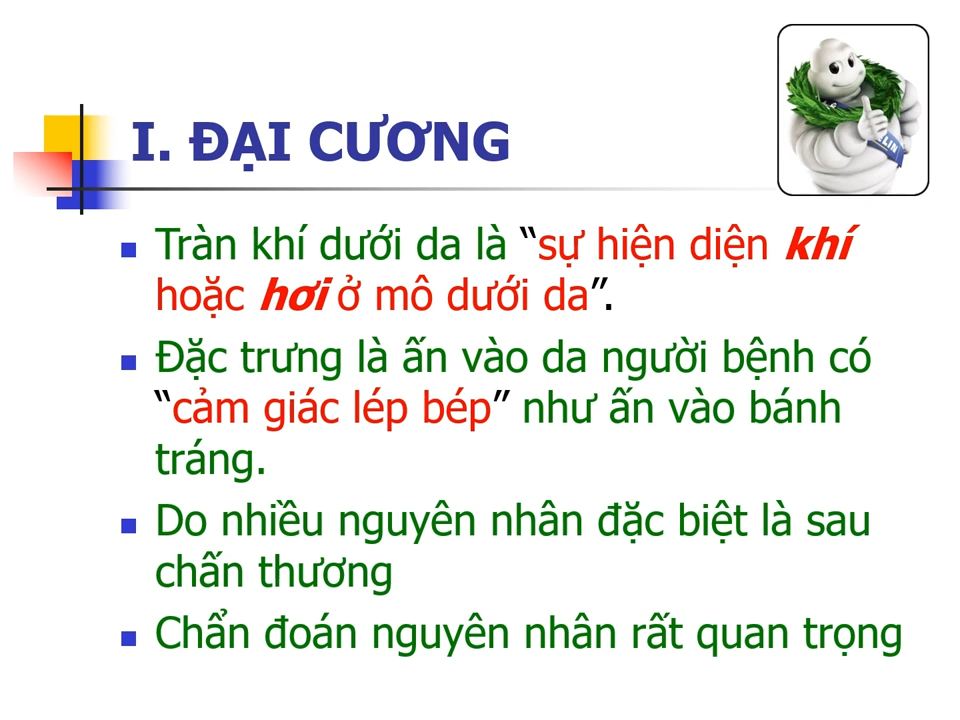 I. ĐẠI CƯƠNG
Tràn khí dưới da là “sự hiện diện khí
hoặc hơi ở mô dưới da”.
Đặc trưng là ấn vào da người bệnh có
“cảm giác lép bép” như ấn vào bánh
tráng.
Do nhiều nguyên nhân đặc biệt là sau
chấn thương
Chẩn đoán nguyên nhân rất quan trọng